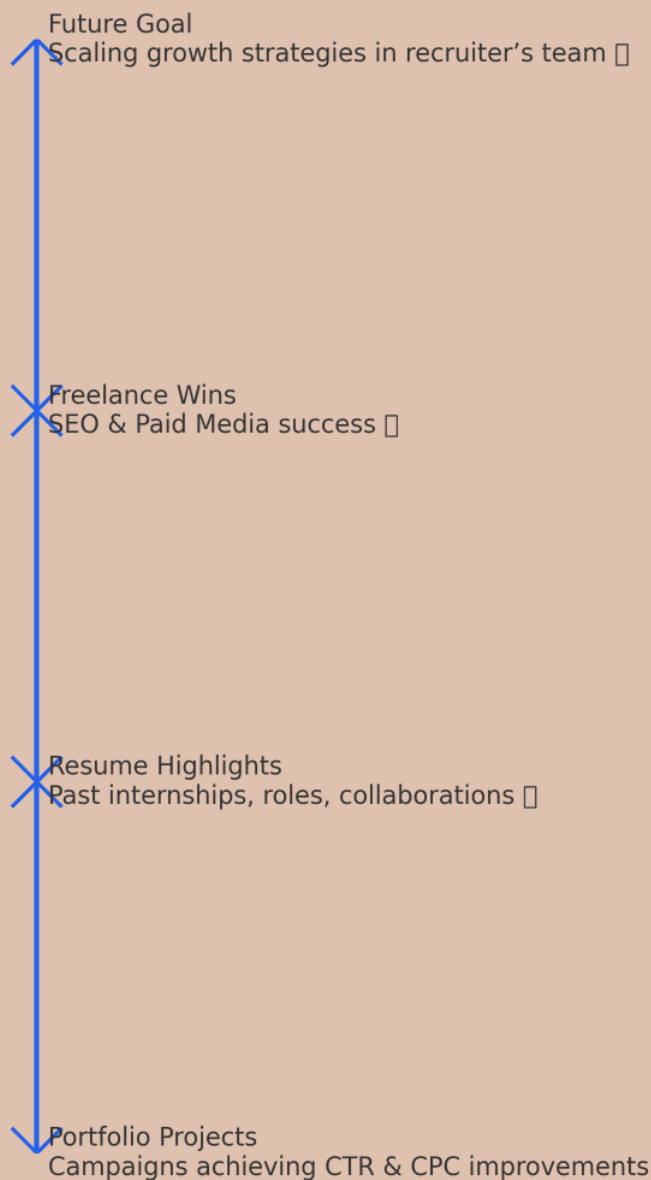 Future Goal
Scaling growth strategies in recruiter’s team
Freelance Wins
SEO & Paid Media success
Resume Highlights
Past internships, roles, collaborations
Portfolio Projects
Campaigns achieving CTR & CPC improvements